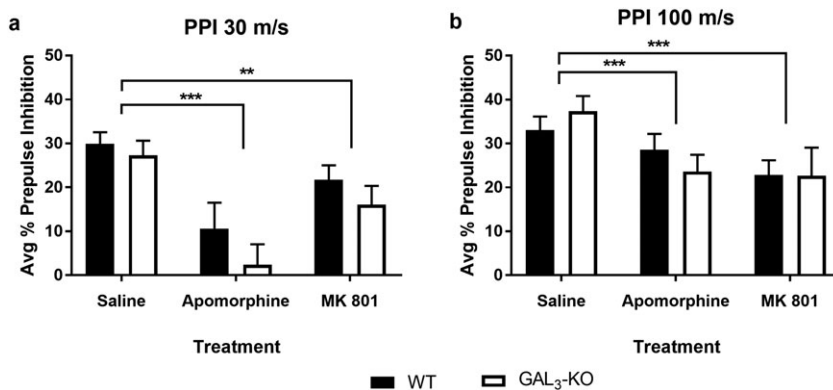 a
PPI 30 m/s
Avg % Prepulse Inhibition
50
40
30
20
10
0
**
***
Saline
Apomorphine
MK 801
Treatment
b
PPI 100 m/s
Avg % Prepulse Inhibition
50
40
30
20
10
0
***
***
Saline
Apomorphine
MK 801
Treatment
WT
GAL₃-KO